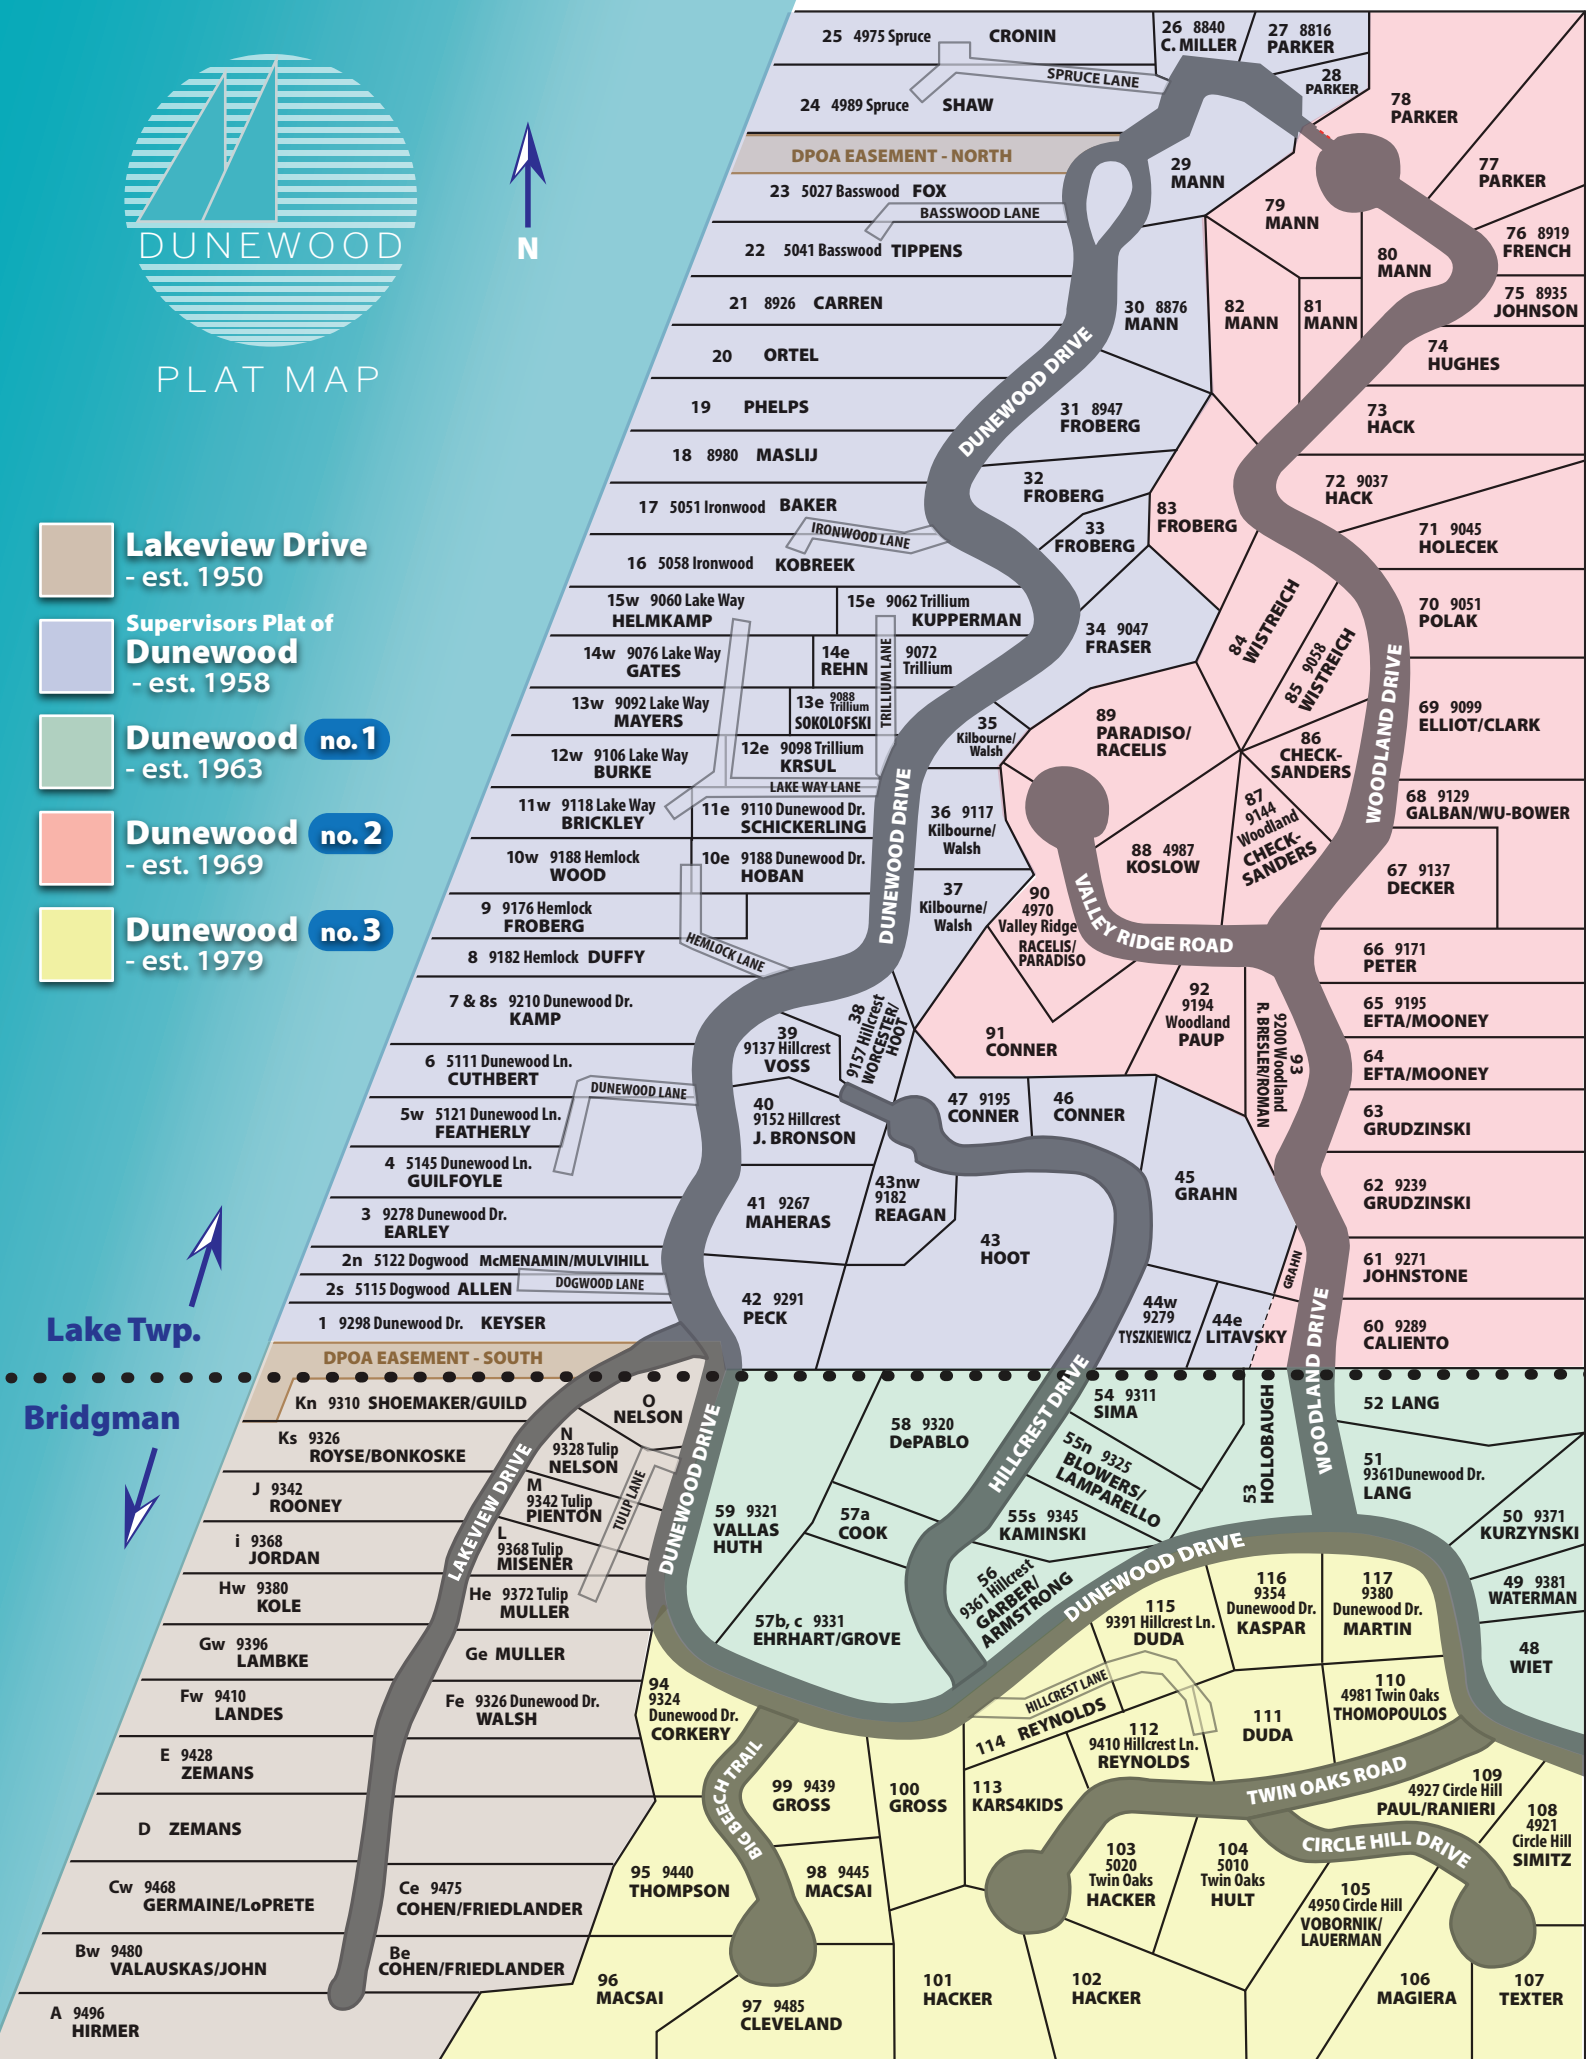 DUNEWOOD
PLAT MAP
N
Lakeview Drive
- est. 1950
Supervisors Plat of
Dunewood
- est. 1958
Dunewood no. 1
- est. 1963
Dunewood no. 2
- est. 1969
Dunewood no. 3
- est. 1979
Lake Twp.
Bridgman
25 4975 Spruce CRONIN
26 8840
C. MILLER
27 8816
PARKER
28
PARKER
SPRUCE LANE
24 4989 Spruce SHAW
78
PARKER
77
PARKER
DPOA EASEMENT - NORTH
29
MANN
79
MANN
23 5027 Basswood FOX
BASSWOOD LANE
22 5041 Basswood TIPPENS
76 8919
FRENCH
80
MANN
75 8935
JOHNSON
21 8926 CARREN
30 8876
MANN
82
MANN
81
MANN
20 ORTEL
74
HUGHES
DUNEWOOD DRIVE
19 PHELPS
31 8947
FROBERG
73
HACK
18 8980 MASLIJ
32
FROBERG
72 9037
HACK
17 5051 Ironwood BAKER
IRONWOOD LANE
33
FROBERG
83
FROBERG
71 9045
HOLECEK
16 5058 Ironwood KOBREEK
15w 9060 Lake Way
HELMKAMP
15e 9062 Trillium
KUPPERMAN
34 9047
FRASER
84
WISTREICH
85 9058
WISTREICH
70 9051
POLAK
14w 9076 Lake Way
GATES
14e
REHN
9072
Trillium
TRILLIUM LANE
WOODLAND DRIVE
13w 9092 Lake Way
MAYERS
13e 9088
Trillium
SOKOLOFSKI
35
Kilbourne/
Walsh
89
PARADISO/
RACELIS
69 9099
ELLIOT/CLARK
86
CHECK-
SANDERS
12w 9106 Lake Way
BURKE
12e 9098 Trillium
KRSUL
LAKE WAY LANE
11w 9118 Lake Way
BRICKLEY
11e 9110 Dunewood Dr.
SCHICKERLING
36 9117
Kilbourne/
Walsh
87
9144
Woodland
CHECK-
SANDERS
68 9129
GALBAN/WU-BOWER
DUNEWOOD DRIVE
10w 9188 Hemlock
WOOD
10e 9188 Dunewood Dr.
HOBAN
88 4987
KOSLOW
67 9137
DECKER
37
Kilbourne/
Walsh
90
4970
Valley Ridge
RACELIS/
PARADISO
VALLEY RIDGE ROAD
9 9176 Hemlock
FROBERG
8 9182 Hemlock DUFFY
HEMLOCK LANE
66 9171
PETER
7 & 8s 9210 Dunewood Dr.
KAMP
38
9157 Hillcrest
WORCESTER/
HOOT
92
9194
Woodland
PAUP
65 9195
EFTA/MOONEY
39
9137 Hillcrest
VOSS
91
CONNER
93
9200 Woodland
R. BRESLER/ROMAN
64
EFTA/MOONEY
6 5111 Dunewood Ln.
CUTHBERT
DUNEWOOD LANE
5w 5121 Dunewood Ln.
FEATHERLY
40
9152 Hillcrest
J. BRONSON
47 9195
CONNER
46
CONNER
63
GRUDZINSKI
4 5145 Dunewood Ln.
GUILFOYLE
43nw
9182
REAGAN
45
GRAHN
62 9239
GRUDZINSKI
3 9278 Dunewood Dr.
EARLEY
41 9267
MAHERAS
43
HOOT
2n 5122 Dogwood McMENAMIN/MULVIHILL
GRAHN
61 9271
JOHNSTONE
2s 5115 Dogwood ALLEN
DOGWOOD LANE
42 9291
PECK
44w
9279
TYSZKIEWICZ
44e
LITAVSKY
1 9298 Dunewood Dr. KEYSER
60 9289
CALIENTO
DPOA EASEMENT - SOUTH
WOODLAND DRIVE
Kn 9310 SHOEMAKER/GUILD
O
NELSON
54 9311
SIMA
52 LANG
HILLCREST DRIVE
53
HOLLOBAUGH
Ks 9326
ROYSE/BONKOSKE
N
9328 Tulip
NELSON
58 9320
DePABLO
55n 9325
BLOWERS/
LAMPARELLO
51
9361Dunewood Dr.
LANG
J 9342
ROONEY
M
9342 Tulip
PIENTON
TULIP LANE
DUNEWOOD DRIVE
LAKEVIEW DRIVE
59 9321
VALLAS
HUTH
57a
COOK
55s 9345
KAMINSKI
50 9371
KURZYNSKI
i 9368
JORDAN
L
9368 Tulip
MISENER
Hw 9380
KOLE
He 9372 Tulip
MULLER
56
9361 Hillcrest
GARBER/
ARMSTRONG
DUNEWOOD DRIVE
116
9354
Dunewood Dr.
KASPAR
117
9380
Dunewood Dr.
MARTIN
49 9381
WATERMAN
57b, c 9331
EHRHART/GROVE
115
9391 Hillcrest Ln.
DUDA
48
WIET
Gw 9396
LAMBKE
Ge MULLER
HILLCREST LANE
Fw 9410
LANDES
Fe 9326 Dunewood Dr.
WALSH
94
9324
Dunewood Dr.
CORKERY
114 REYNOLDS
112
9410 Hillcrest Ln.
REYNOLDS
111
DUDA
110
4981 Twin Oaks
THOMOPOULOS
E 9428
ZEMANS
BIG BEECH TRAIL
99 9439
GROSS
100
GROSS
113
KARS4KIDS
TWIN OAKS ROAD
109
4927 Circle Hill
PAUL/RANIERI
108
4921
Circle Hill
SIMITZ
D ZEMANS
CIRCLE HILL DRIVE
Cw 9468
GERMAINE/LoPRETE
Ce 9475
COHEN/FRIEDLANDER
95 9440
THOMPSON
98 9445
MACSAI
103
5020
Twin Oaks
HACKER
104
5010
Twin Oaks
HULT
105
4950 Circle Hill
VOBORNIK/
LAUERMAN
Bw 9480
VALAUSKAS/JOHN
Be
COHEN/FRIEDLANDER
96
MACSAI
97 9485
CLEVELAND
101
HACKER
102
HACKER
106
MAGIERA
107
TEXTER
A 9496
HIRMER